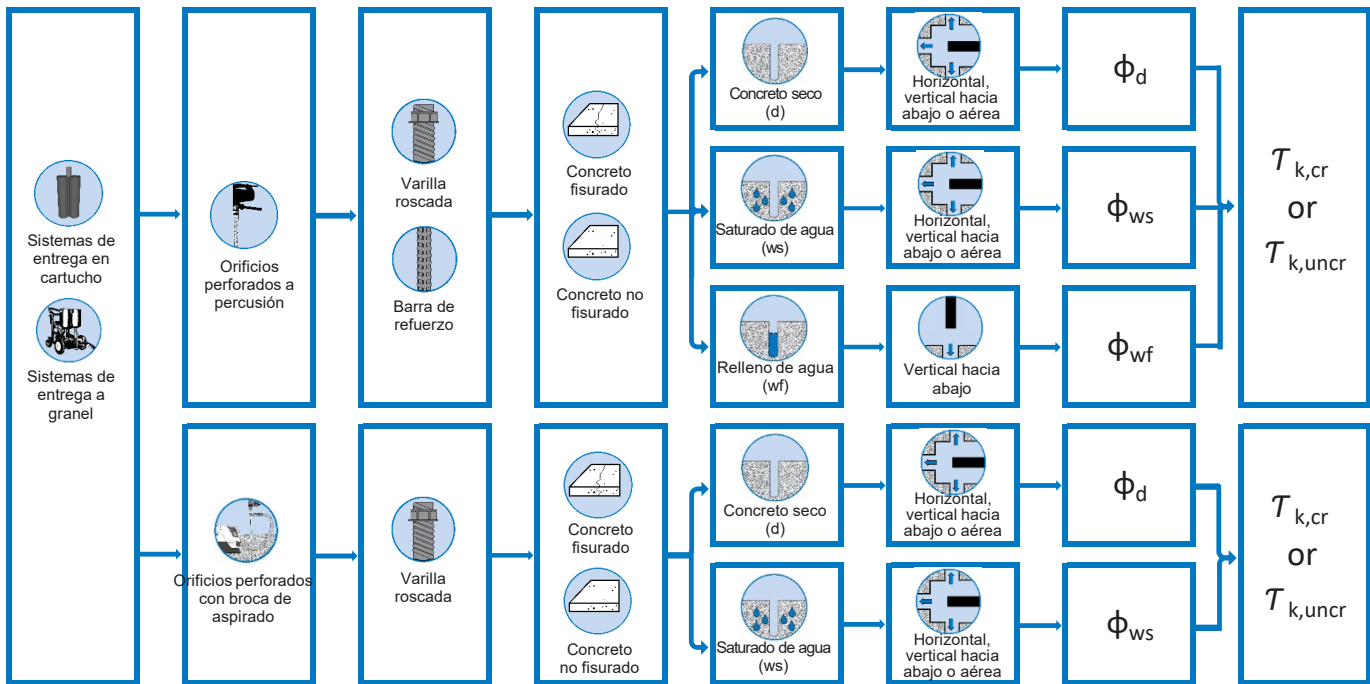 Sistemas de
entrega en
cartucho
Sistemas de
entrega a
granel
Orificios
perforados a
percusión
Varilla
roscada
Barra de
refuerzo
Concreto
fisurado
Concreto no
fisurado
Concreto seco
(d)
Horizontal,
vertical hacia
abajo o aérea
ϕd
Saturado de agua
(ws)
Horizontal,
vertical hacia
abajo o aérea
ϕws
Relleno de agua
(wf)
Vertical hacia
abajo
ϕwf
τ k,cr
or
τ k,uncr
Orificios perforados
con broca de
aspirado
Varilla
roscada
Concreto
fisurado
Concreto
no fisurado
Concreto seco
(d)
Horizontal,
vertical hacia
abajo o aérea
ϕd
Saturado de agua
(ws)
Horizontal,
vertical hacia
abajo o aérea
ϕws
τ k,cr
or
τ k,uncr